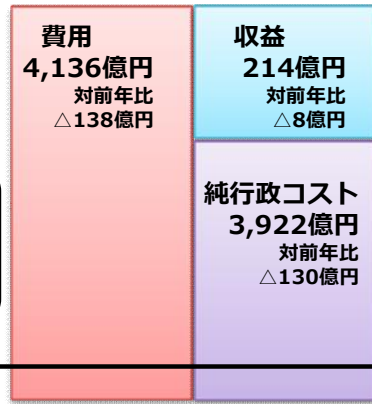 費用
4,136億円
対前年比
△138億円
収益
214億円
対前年比
△8億円
純行政コスト
3,922億円
対前年比
△130億円